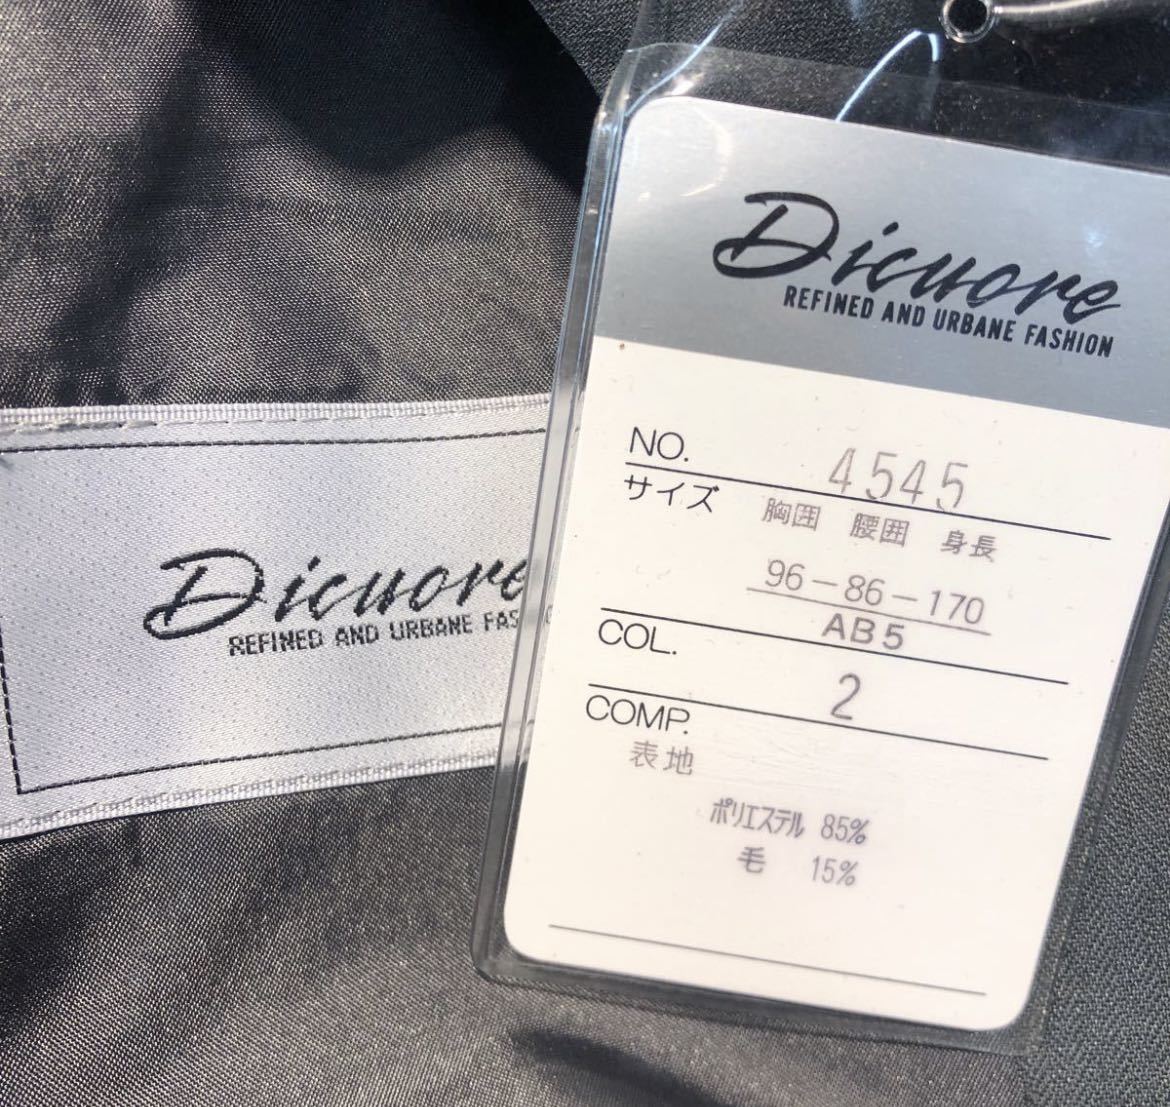 Dicuore
REFINED AND URBANE FASHION
NO. 4545
サイズ 胸囲 腰囲 身長
96-86-170
AB5
COL. 2
COMP.
表地
ポリエステル 85%
毛 15%
Dicuore
REFINED AND URBANE FAS